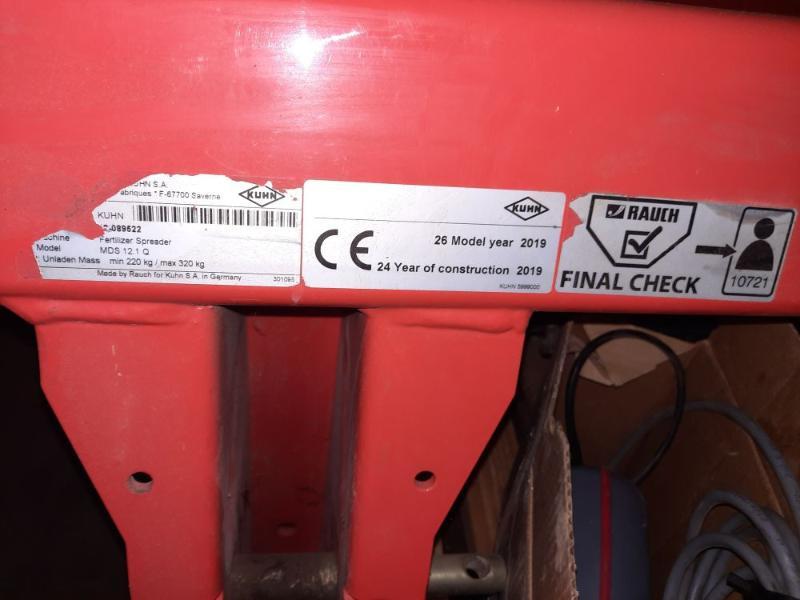 KUHN S.A.
Fabriques * F-67700 Saverne
KUHN
KUHN
-089522
Machine Fertilizer Spreader
Model MDS 12.1 Q
* Unladen Mass min 220 kg / max 320 kg
Made by Rauch for Kuhn S.A. in Germany
301095
KUHN
CE
26 Model year 2019
24 Year of construction 2019
KUHN 5999000
RAUCH
FINAL CHECK
10721